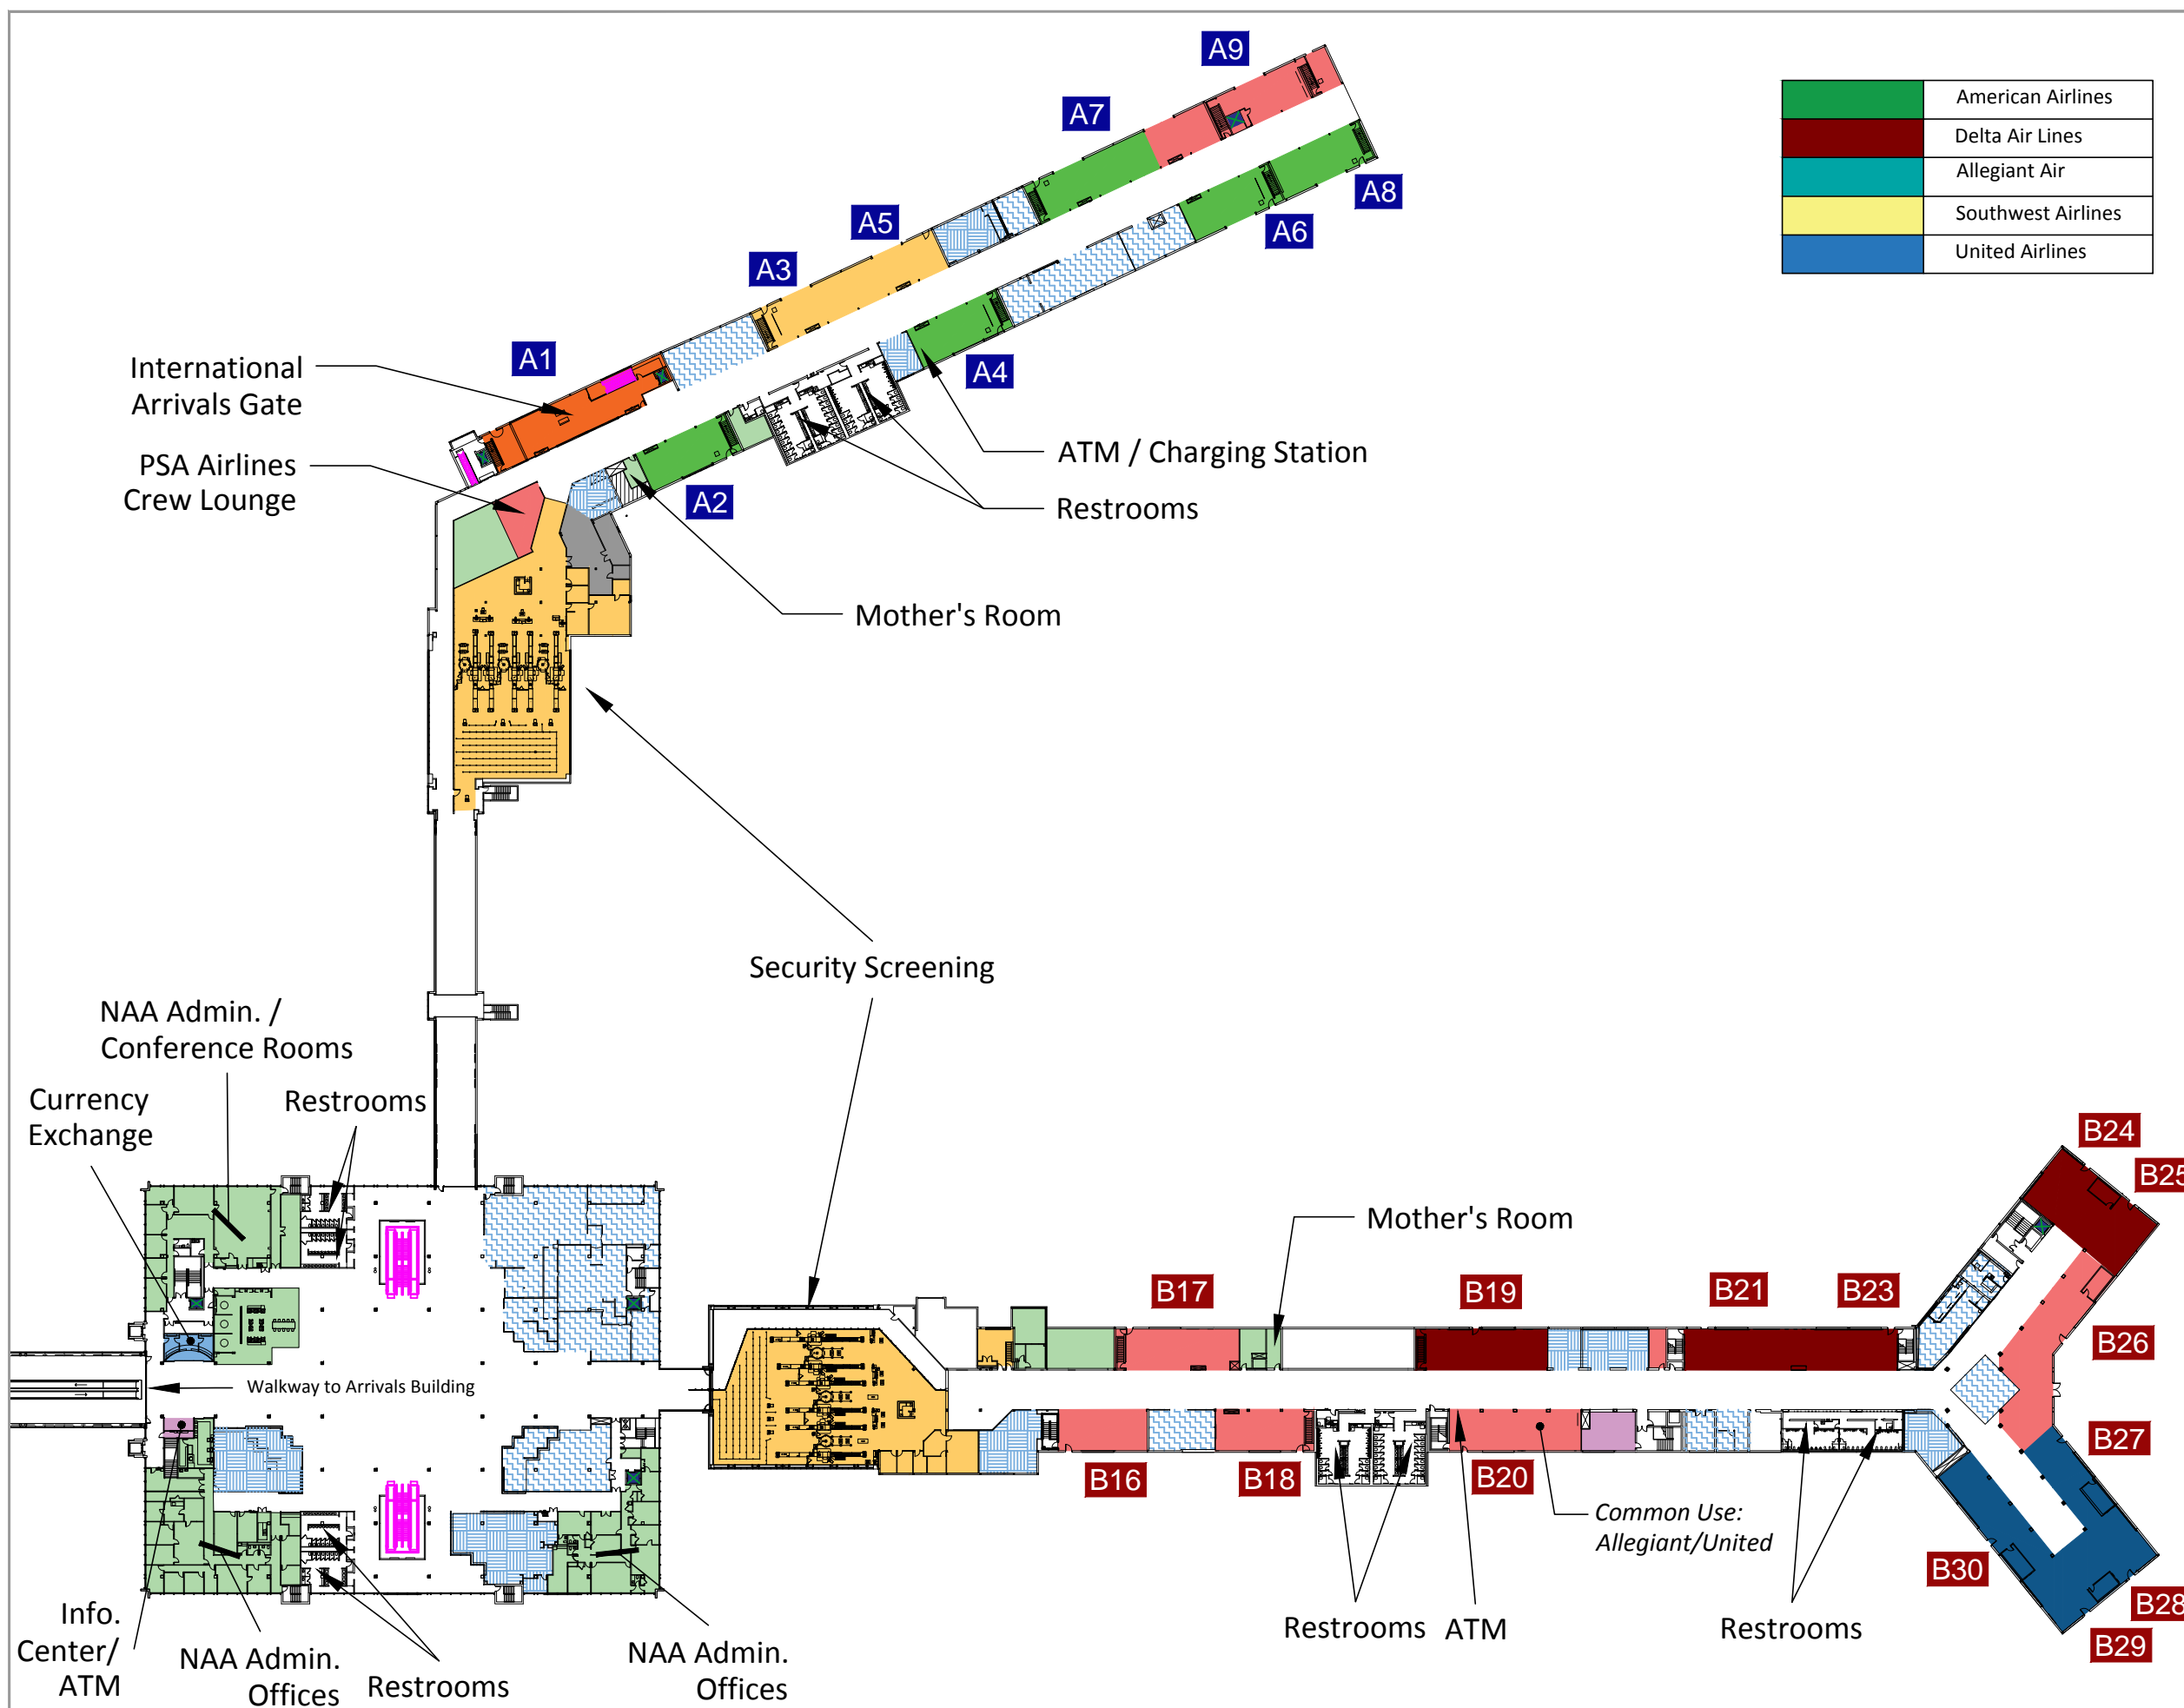 A9
A7
A5
A3
A1
A8
A6
A4
A2
American Airlines
Delta Air Lines
Allegiant Air
Southwest Airlines
United Airlines
International
Arrivals Gate
PSA Airlines
Crew Lounge
ATM / Charging Station
Restrooms
Mother's Room
Security Screening
NAA Admin. /
Conference Rooms
Currency
Exchange
Restrooms
Walkway to Arrivals Building
Mother's Room
B17
B19
B21
B23
B24
B25
B26
B27
B28
B29
B30
B16
B18
B20
Common Use:
Allegiant/United
Restrooms
ATM
Restrooms
Info.
Center/
ATM
NAA Admin.
Offices
Restrooms
NAA Admin.
Offices